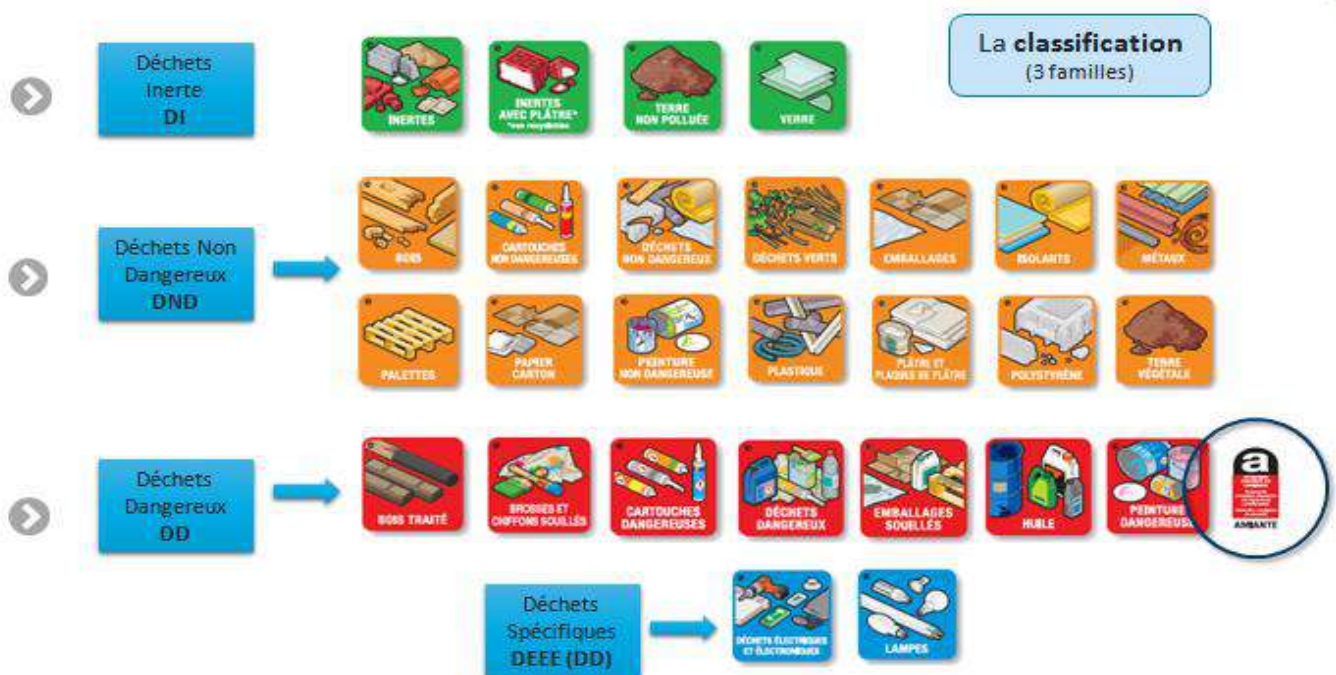 La classification
(3 familles)
Déchets
Inerte
DI
INERTES
INERTES
AVEC PLÂTRE*
*non recyclables
TERRE
NON POLLUÉE
VERRE
Déchets Non
Dangereux
DND
BOIS
CARTOUCHES
NON DANGEREUSES
DÉCHETS
NON DANGEREUX
DÉCHETS VERTS
EMBALLAGES
ISOLANTS
MÉTAUX
PALETTES
PAPIER
CARTON
PEINTURE
NON DANGEREUSE
PLASTIQUE
PLÂTRE ET
PLAQUES DE PLÂTRE
POLYSTYRÈNE
TERRE
VÉGÉTALE
Déchets
Dangereux
DD
BOIS TRAITÉ
BROSSES ET
CHIFFONS SOUILLÉS
CARTOUCHES
DANGEREUSES
DÉCHETS
DANGEREUX
EMBALLAGES
SOUILLÉS
HUILE
PEINTURE
DANGEREUSE
a
AMIANTE
Déchets
Spécifiques
DEEE (DD)
DÉCHETS ÉLECTRIQUES
ET ÉLECTRONIQUES
LAMPES